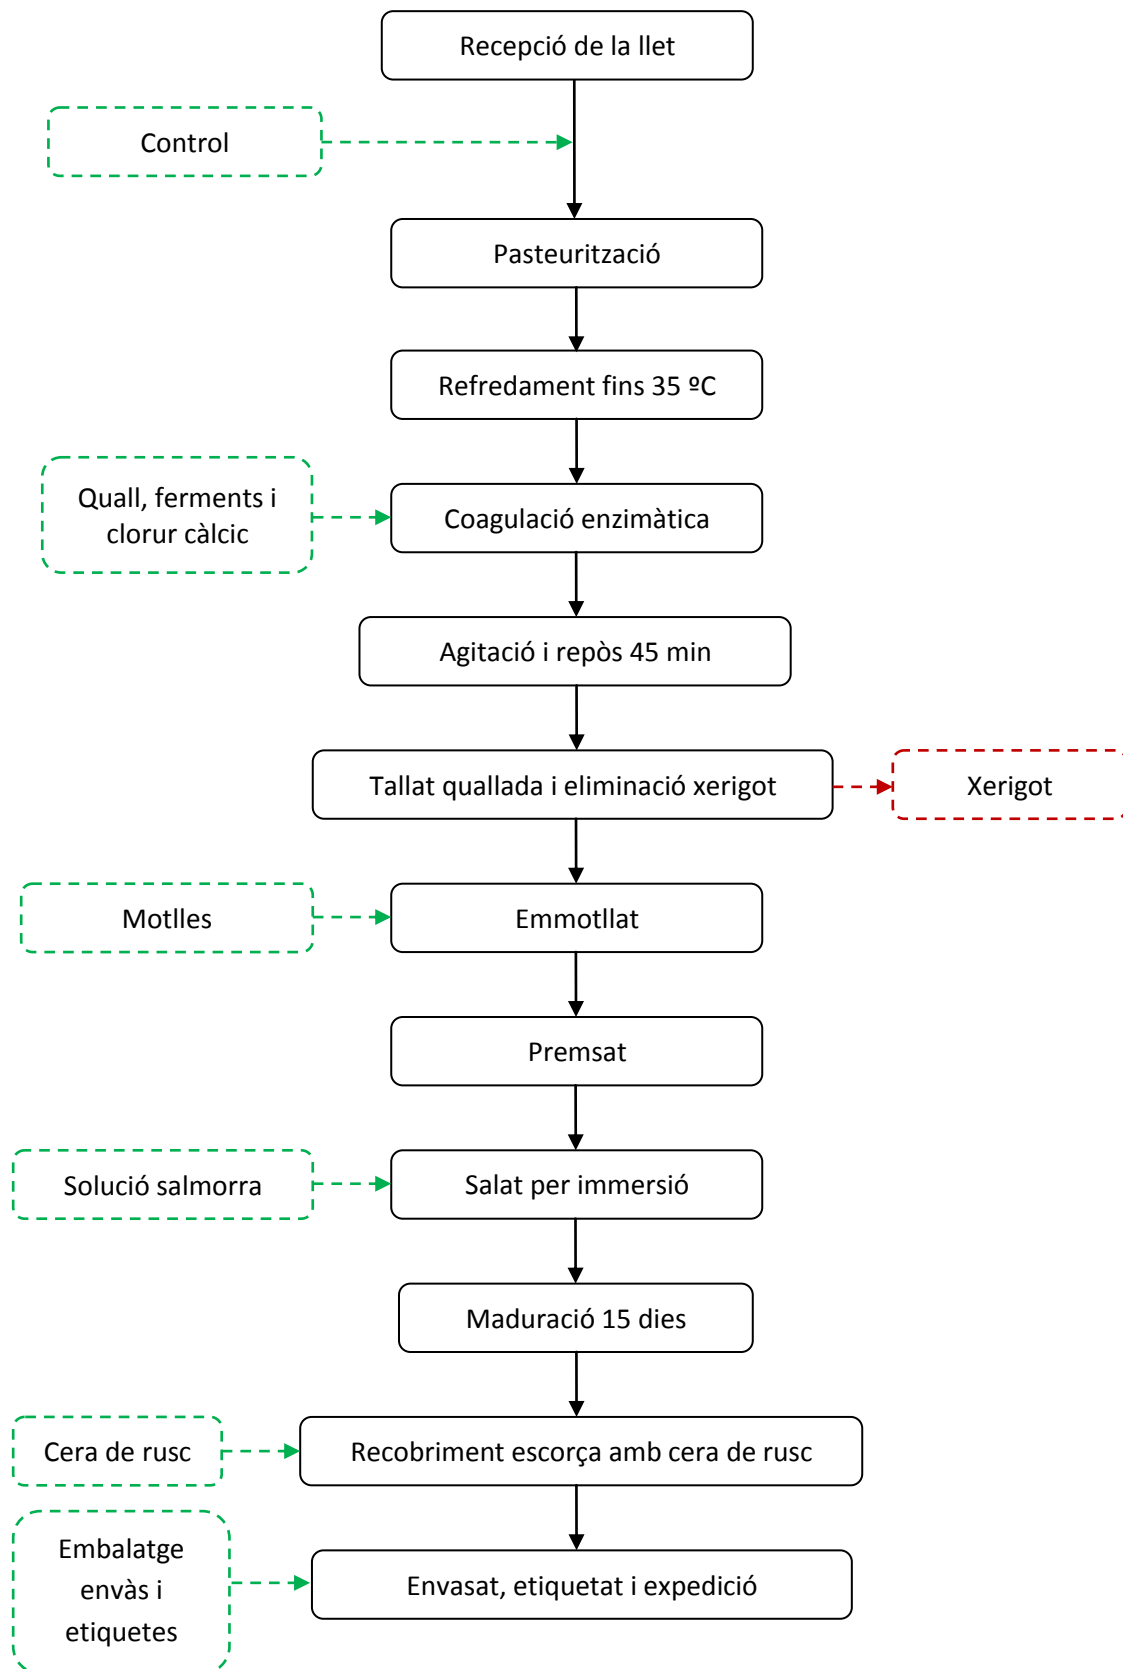 Recepció de la llet
Control
Pasteurització
Refredament fins 35 ºC
Quall, ferments i
clorur càlcic
Coagulació enzimàtica
Agitació i repòs 45 min
Tallat quallada i eliminació xerigot
Xerigot
Motlles
Emmotllat
Premsat
Solució salmorra
Salat per immersió
Maduració 15 dies
Cera de rusc
Recobriment escorça amb cera de rusc
Embalatge
envàs i
etiquetes
Envasat, etiquetat i expedició